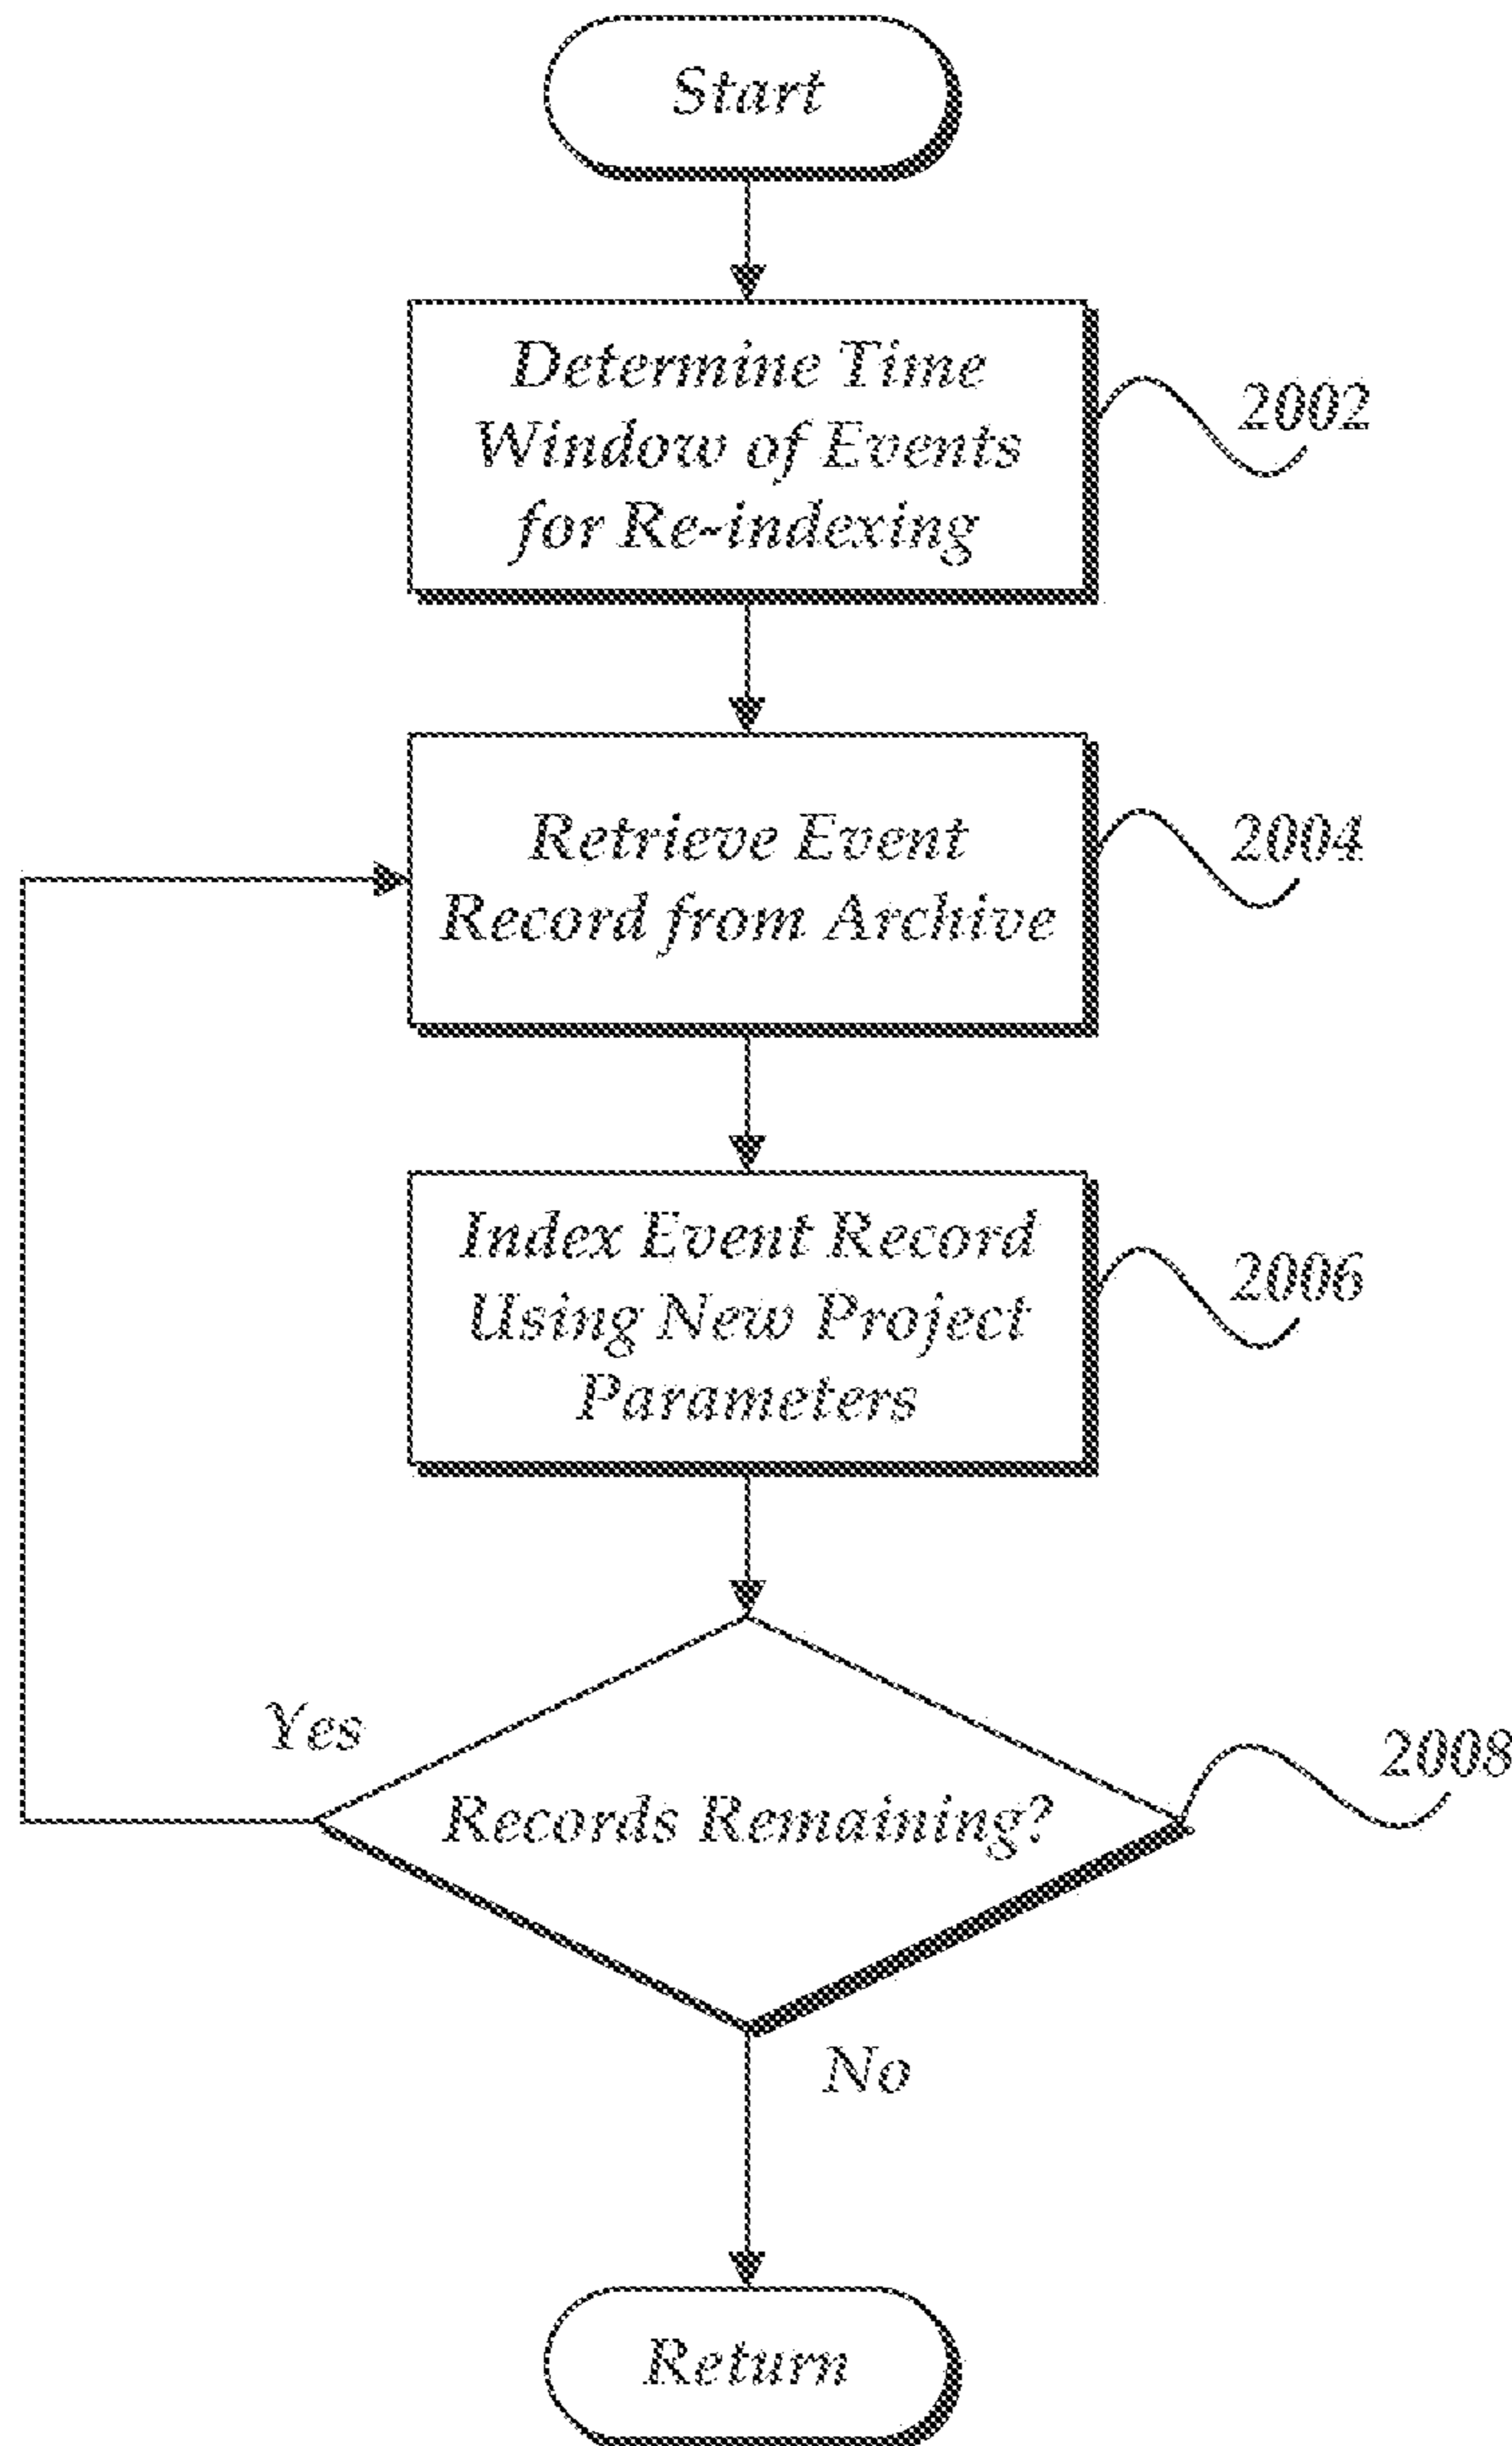 Start
Determine Time
Window of Events
for Re-indexing
2002
Retrieve Event
Record from Archive
2004
Index Event Record
Using New Project
Parameters
2006
Yes
Records Remaining?
2008
No
Return